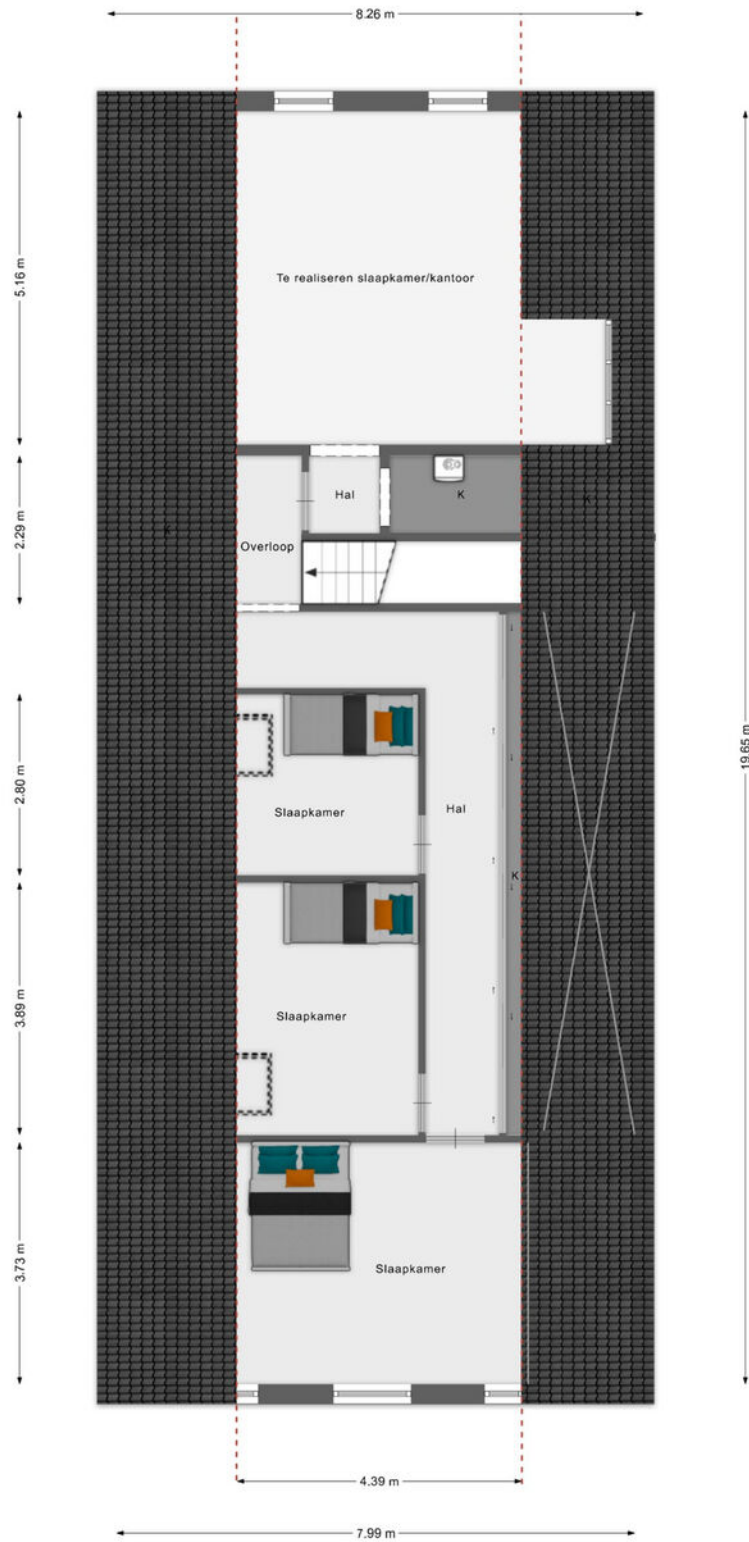 8.26 m
5.16 m
Te realiseren slaapkamer/kantoor
19.65 m
2.29 m
Hal
K
K
K
Overloop
2.80 m
Slaapkamer
Hal
K
3.89 m
Slaapkamer
3.73 m
Slaapkamer
4.39 m
7.99 m